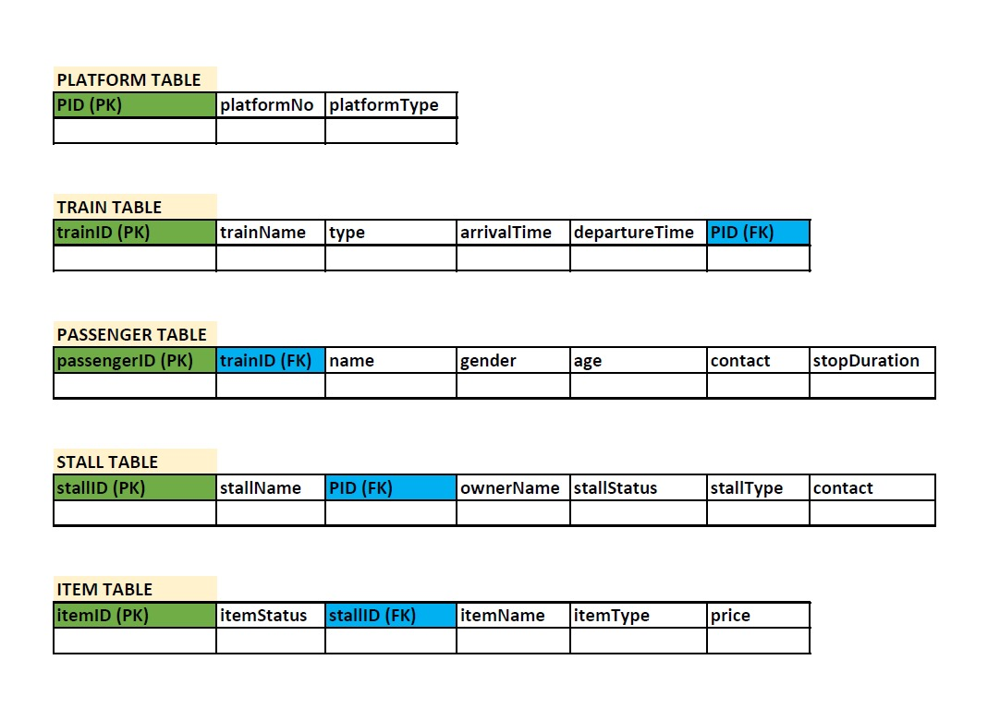 PLATFORM TABLE
PID (PK) platformNo platformType
TRAIN TABLE
trainID (PK) trainName type arrivalTime departureTime PID (FK)
PASSENGER TABLE
passengerID (PK) trainID (FK) name gender age contact stopDuration
STALL TABLE
stallID (PK) stallName PID (FK) ownerName stallStatus stallType contact
ITEM TABLE
itemID (PK) itemStatus stallID (FK) itemName itemType price